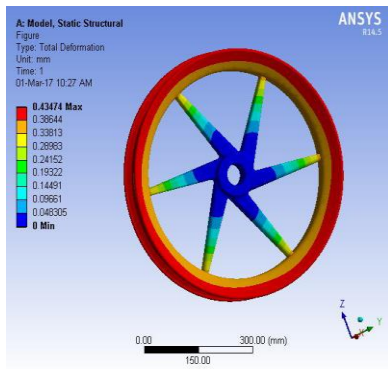 A: Model, Static Structural
Figure
Type: Total Deformation
Unit: mm
Time: 1
01-Mar-17 10:27 AM
0.43474 Max
0.38644
0.33813
0.28983
0.24152
0.19322
0.14491
0.09661
0.048305
0 Min
ANSYS
R14.5
0.00
300.00 (mm)
150.00
Z
Y
X